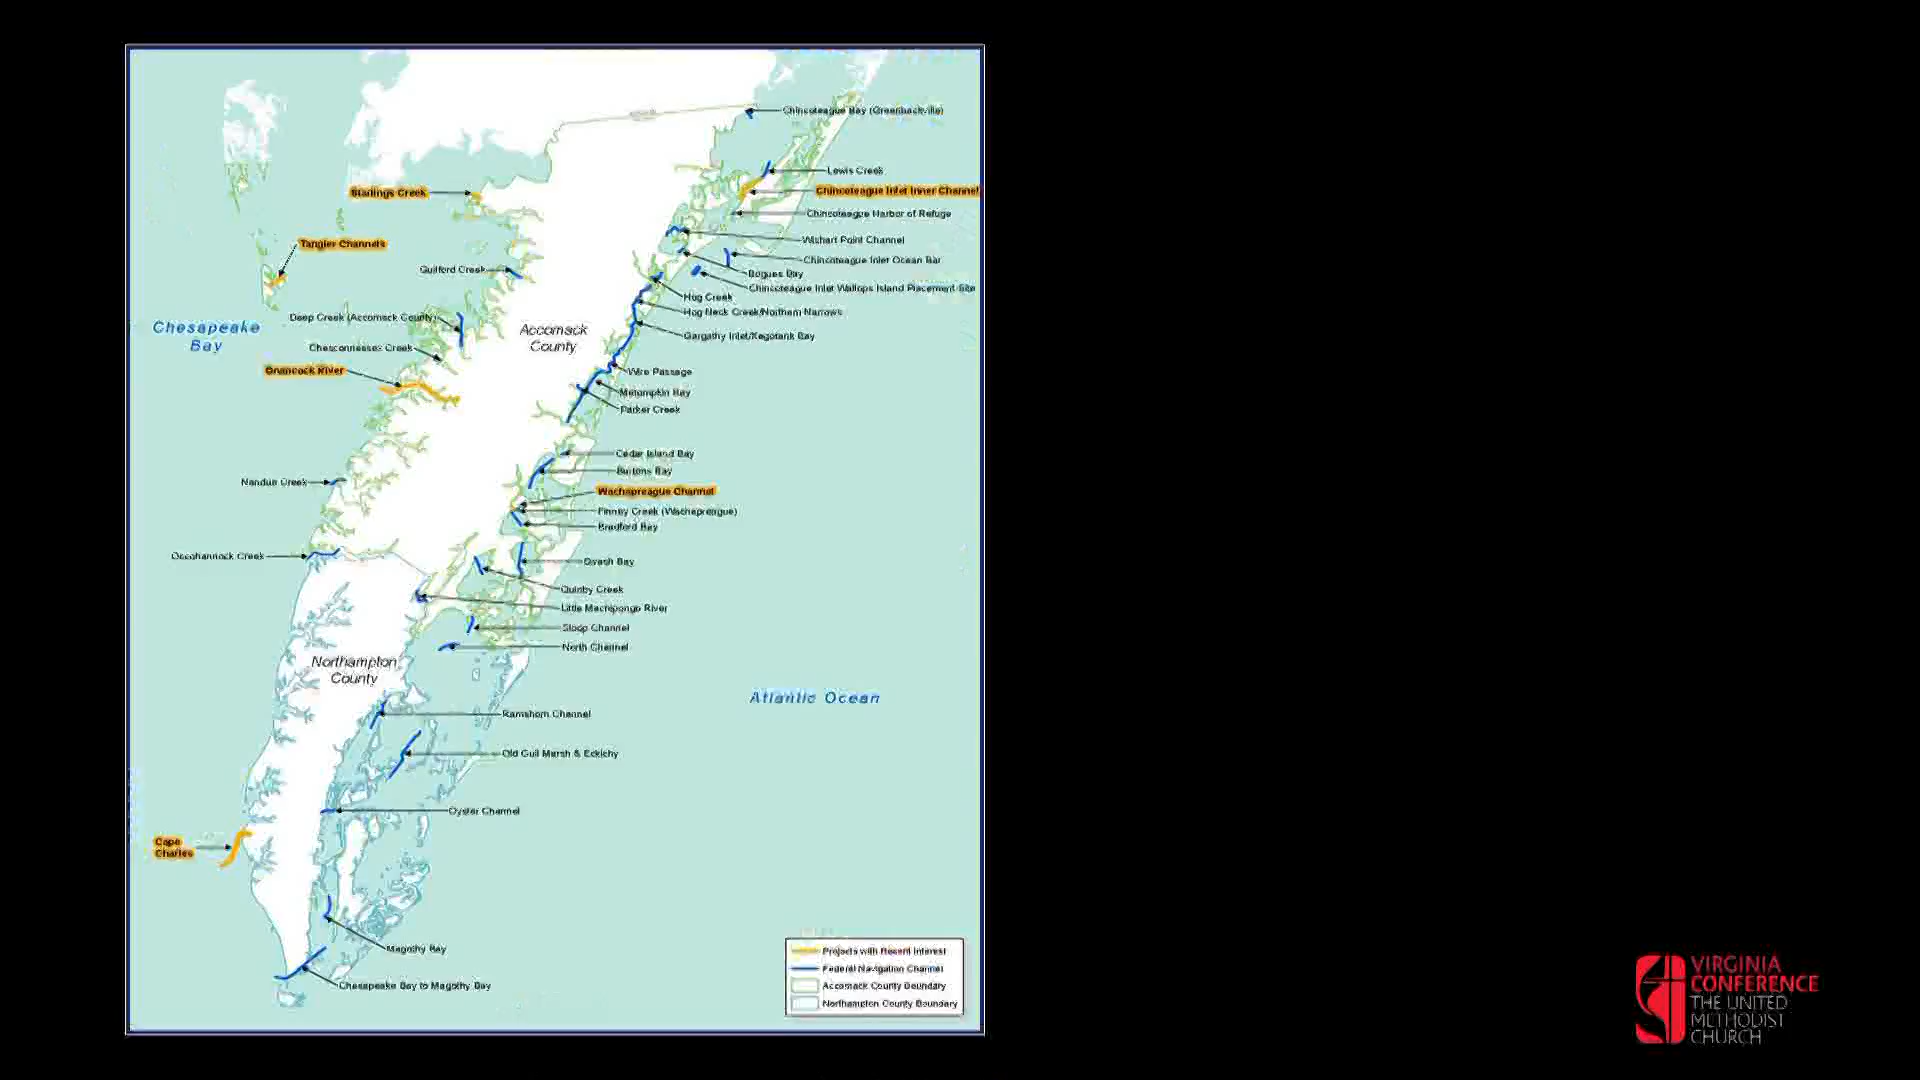 Chincoteague Bay (Greenbackville)
Lewis Creek
Starlings Creek
Chincoteague Inlet Inner Channel
Chincoteague Harbor of Refuge
Tangier Channels
Wishart Point Channel
Chincoteague Inlet Ocean Bar
Guilford Creek
Bogues Bay
Chincoteague Inlet Wallops Island Placement Site
Hog Creek
Hog Neck Creek/Northern Narrows
Deep Creek (Accomack County)
Chesapeake
Bay
Accomack
County
Gargathy Inlet/Kegotank Bay
Chesconnessex Creek
Onancock River
Wire Passage
Metompkin Bay
Parker Creek
Cedar Island Bay
Burtons Bay
Nandua Creek
Wachapreague Channel
Finney Creek (Wachapreague)
Bradford Bay
Occohannock Creek
Swash Bay
Quinby Creek
Little Machipongo River
Sloop Channel
North Channel
Northampton
County
Atlantic Ocean
Ramshorn Channel
Old Gull Marsh & Eckichy
Oyster Channel
Cape
Charles
Magothy Bay
Chesapeake Bay to Magothy Bay
Projects with Recent Interest
Federal Navigation Channel
Accomack County Boundary
Northampton County Boundary
VIRGINIA
CONFERENCE
THE UNITED
METHODIST
CHURCH